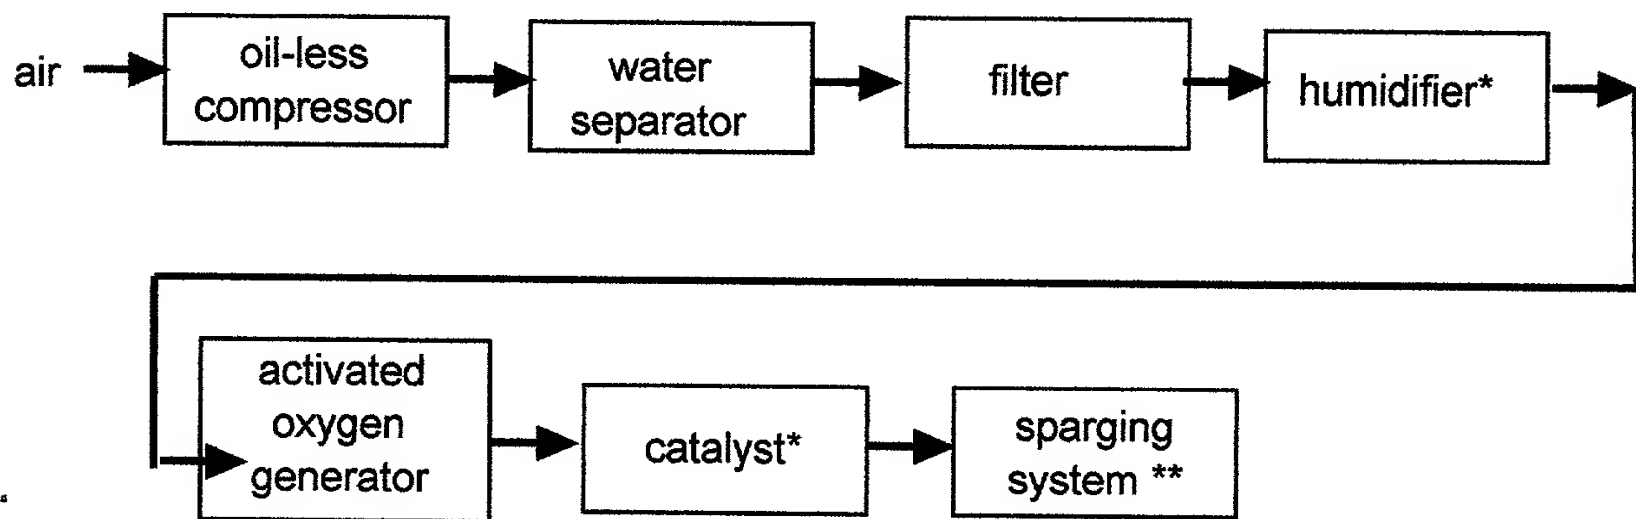 air
oil-less
compressor
water
separator
filter
humidifier*
activated
oxygen
generator
catalyst*
sparging
system **